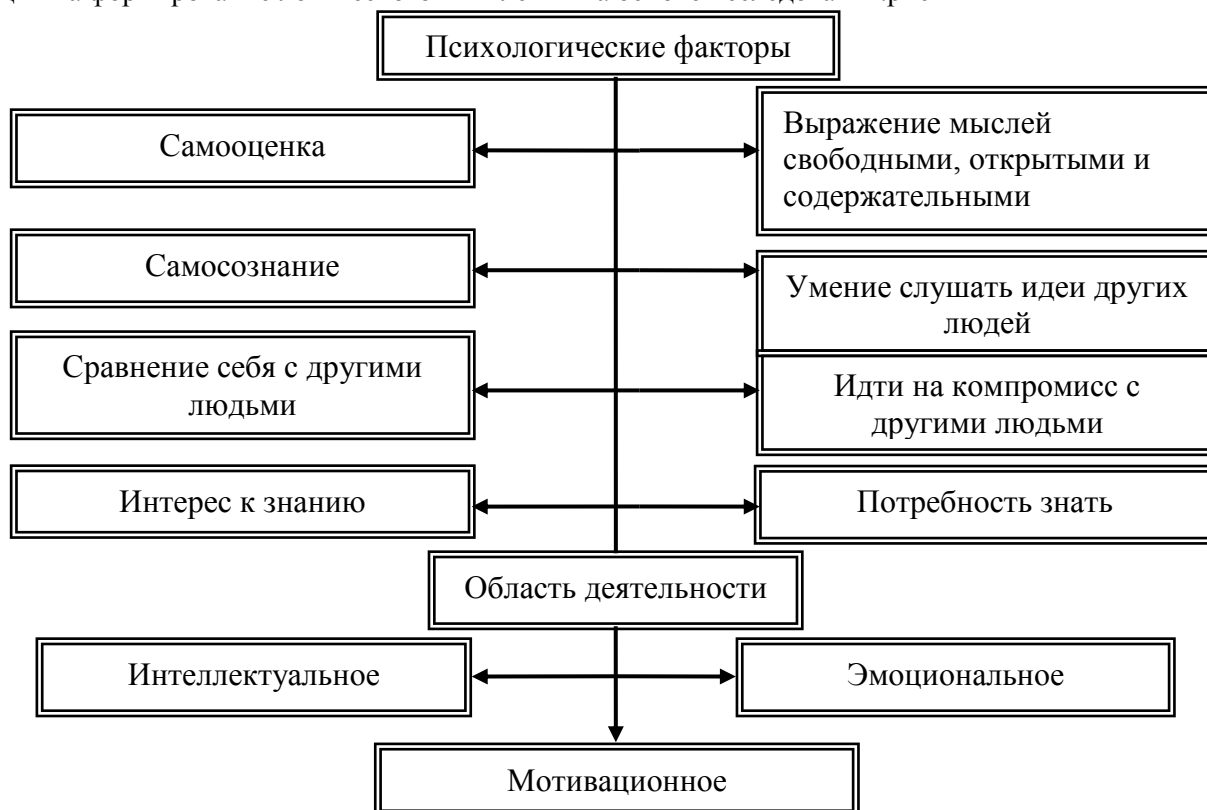 Психологические факторы
Самооценка
Выражение мыслей
свободными, открытыми и
содержательными
Самосознание
Умение слушать идеи других
людей
Сравнение себя с другими
людьми
Идти на компромисс с
другими людьми
Интерес к знанию
Потребность знать
Область деятельности
Интеллектуальное
Эмоциональное
Мотивационное